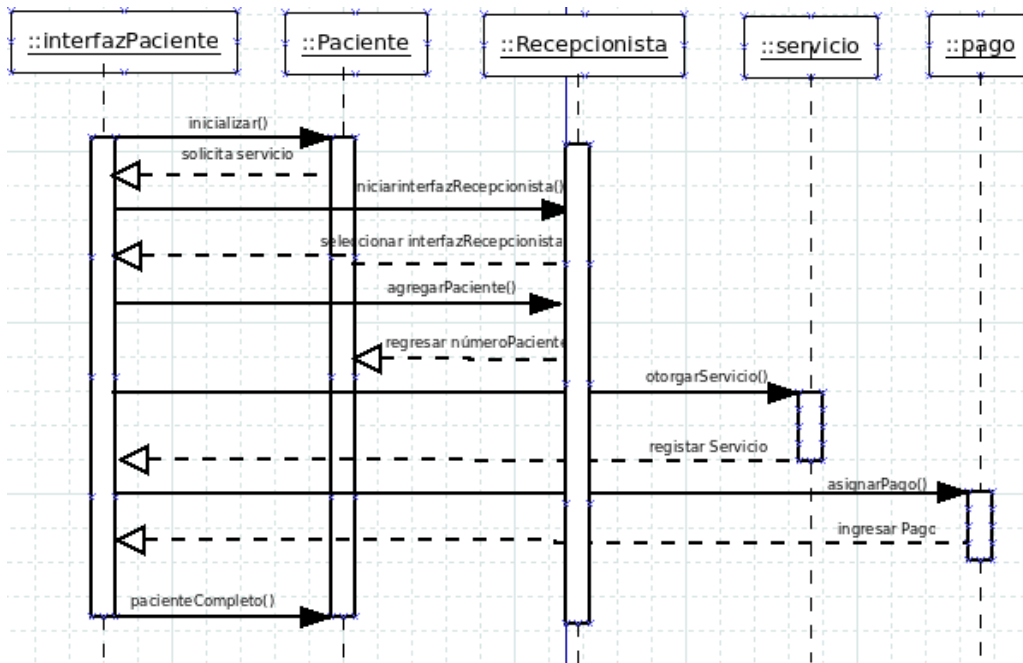 ::interfazPaciente
::Paciente
::Recepcionista
::servicio
::pago
inicializar()
solicita servicio
niciarinterfazRecepcionista()
seleccionar interfazRecepcionista
agregarPaciente()
regresar númeroPaciente
otorgarServicio()
registar Servicio
asignarPago()
ingresar Pago
pacienteCompleto()